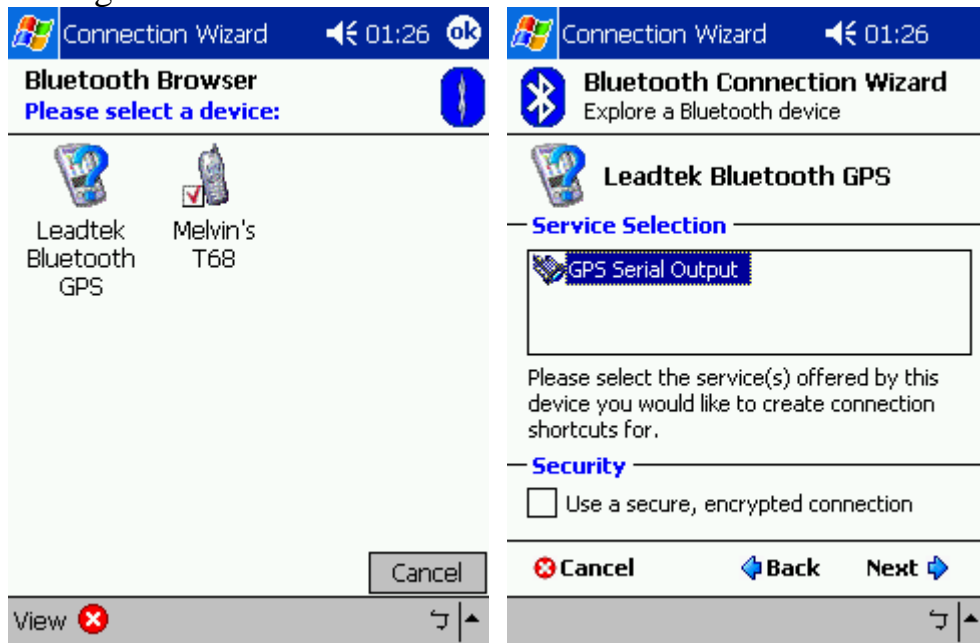 Connection Wizard 01:26 ok
Bluetooth Browser
Please select a device:
Leadtek
Bluetooth
GPS
Melvin's
T68
Cancel
View
Connection Wizard 01:26
Bluetooth Connection Wizard
Explore a Bluetooth device
Leadtek Bluetooth GPS
Service Selection
GPS Serial Output
Please select the service(s) offered by this
device you would like to create connection
shortcuts for.
Security
Use a secure, encrypted connection
Cancel Back Next